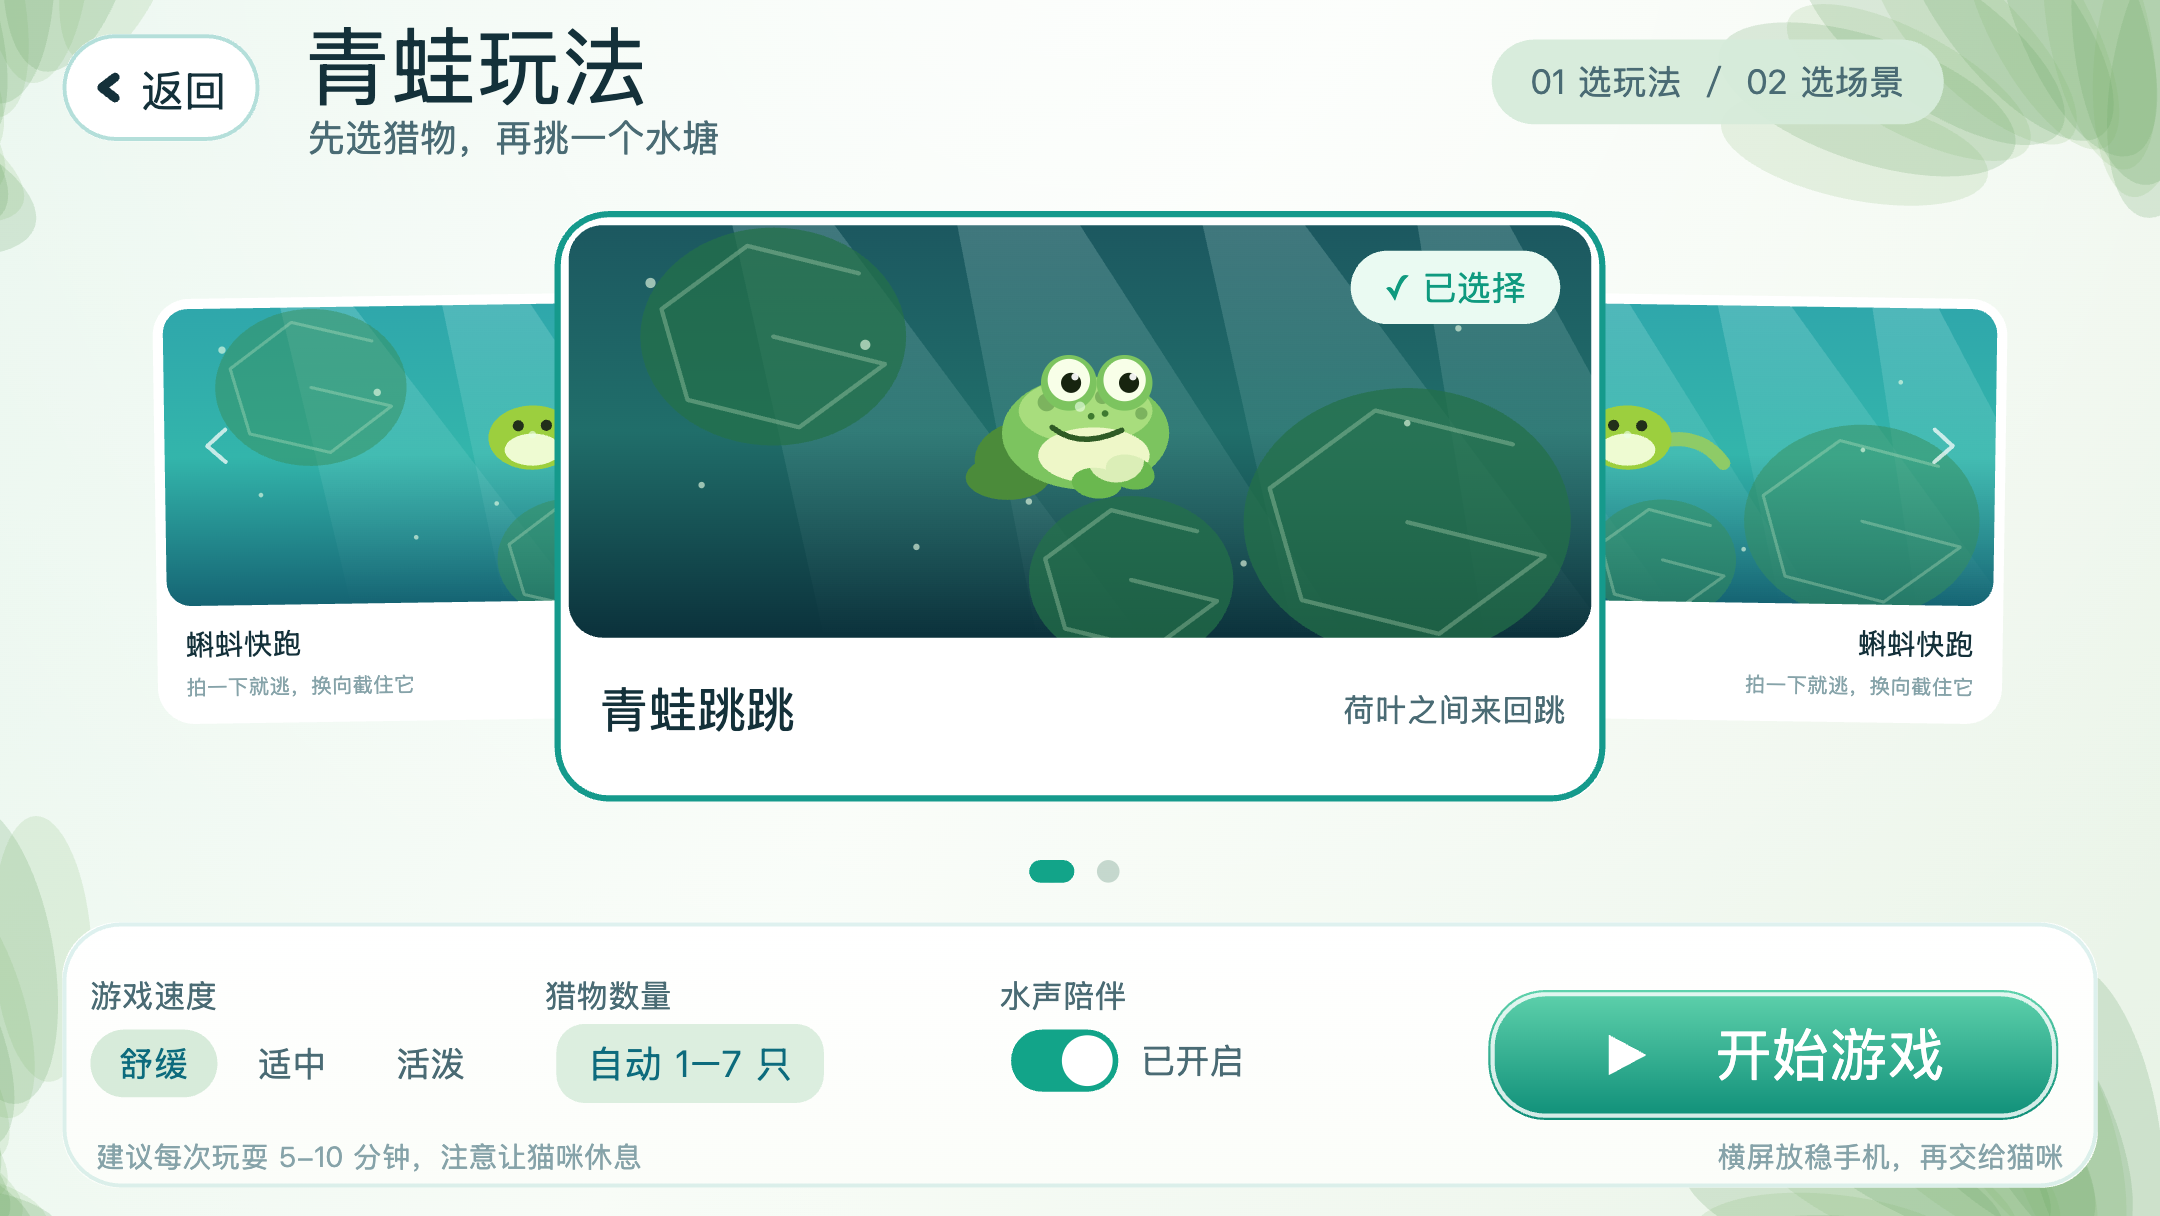 返回
青蛙玩法
先选猎物，再挑一个水塘
01 选玩法 / 02 选场景
✓ 已选择
蝌蚪快跑
拍一下就逃，换向截住它
青蛙跳跳
荷叶之间来回跳
蝌蚪快跑
拍一下就逃，换向截住它
游戏速度
舒缓 适中 活泼
猎物数量
自动 1—7 只
水声陪伴
已开启
开始游戏
建议每次玩耍 5–10 分钟，注意让猫咪休息
横屏放稳手机，再交给猫咪